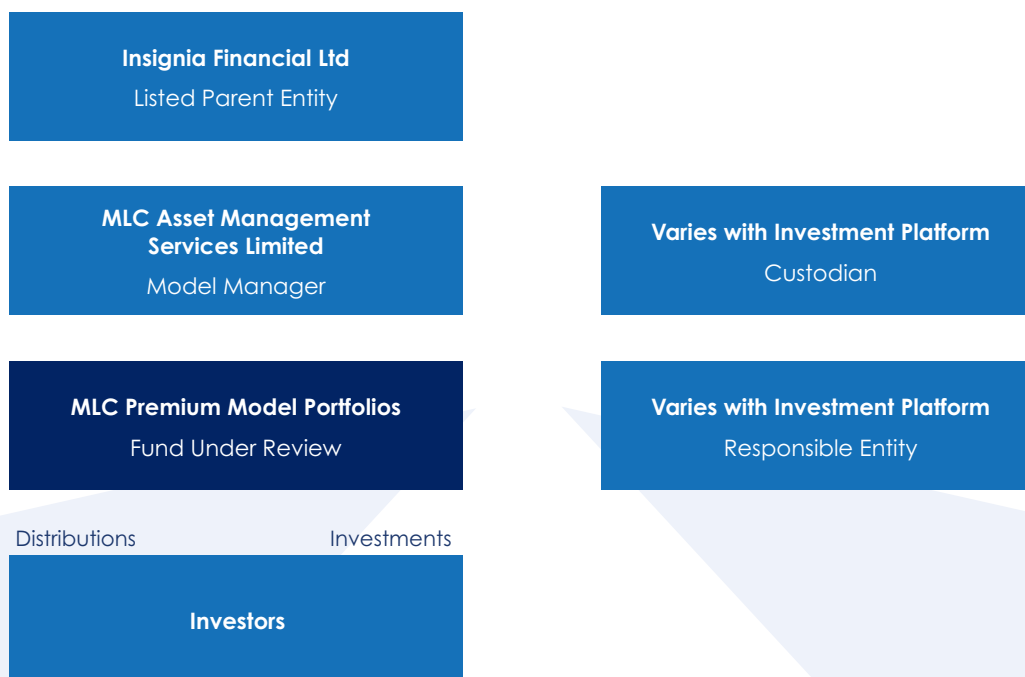 Insignia Financial Ltd
Listed Parent Entity
MLC Asset Management
Services Limited
Model Manager
Varies with Investment Platform
Custodian
MLC Premium Model Portfolios
Fund Under Review
Varies with Investment Platform
Responsible Entity
Distributions
Investments
Investors